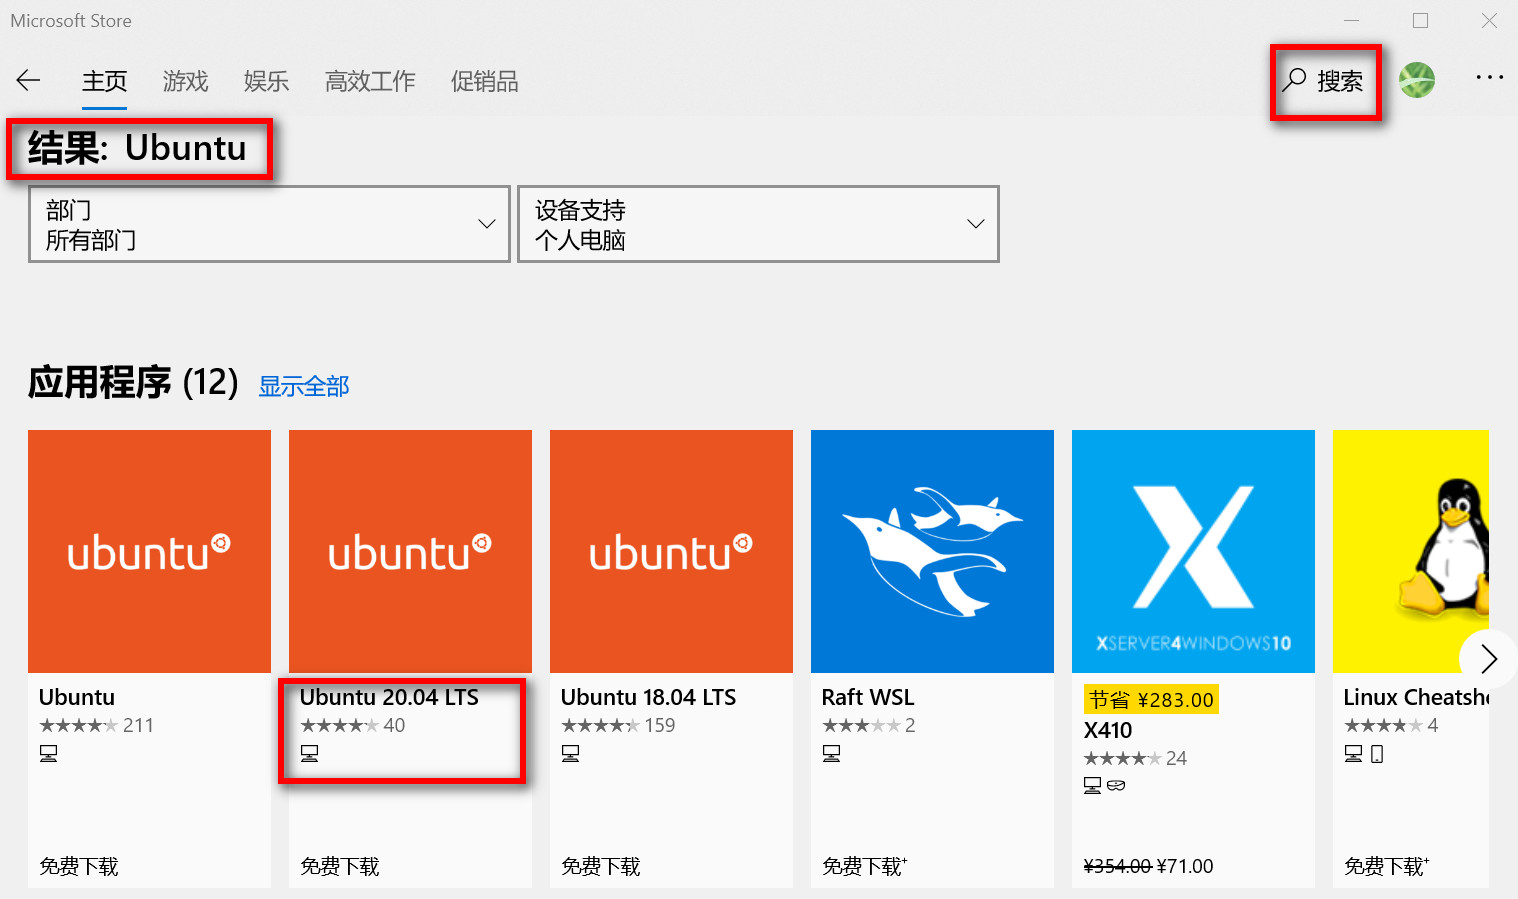 Microsoft Store
主页 游戏 娱乐 高效工作 促销品 搜索
结果: Ubuntu
部门
所有部门
设备支持
个人电脑
应用程序 (12) 显示全部
ubuntu
ubuntu
ubuntu
XSERVER4WINDOWS10
Ubuntu
211
免费下载
Ubuntu 20.04 LTS
40
免费下载
Ubuntu 18.04 LTS
159
免费下载
Raft WSL
2
免费下载+
节省 ¥283.00
X410
24
¥354.00 ¥71.00
Linux Cheatsh
4
免费下载+